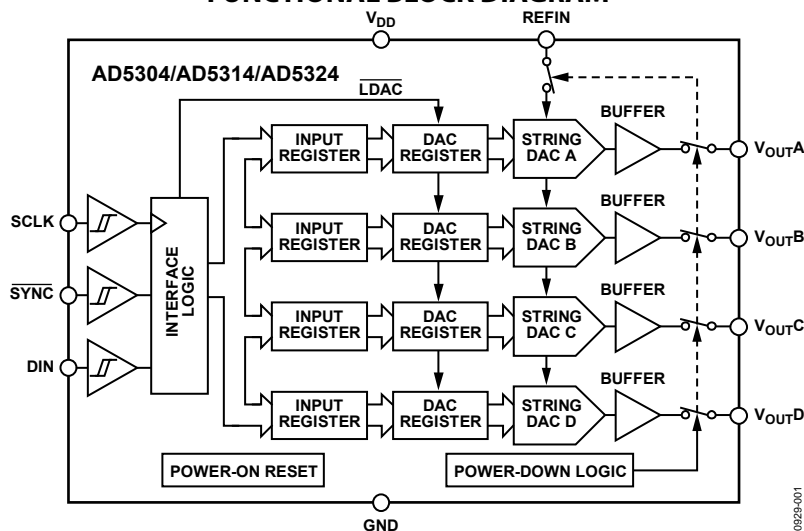 FUNCTIONAL BLOCK DIAGRAM
VDD
REFIN
AD5304/AD5314/AD5324
LDAC
INPUT REGISTER
DAC REGISTER
STRING DAC A
BUFFER
VOUTA
SCLK
INPUT REGISTER
DAC REGISTER
STRING DAC B
BUFFER
VOUTB
SYNC
INTERFACE LOGIC
INPUT REGISTER
DAC REGISTER
STRING DAC C
BUFFER
VOUTC
DIN
INPUT REGISTER
DAC REGISTER
STRING DAC D
BUFFER
VOUTD
POWER-ON RESET
POWER-DOWN LOGIC
GND
0929-001